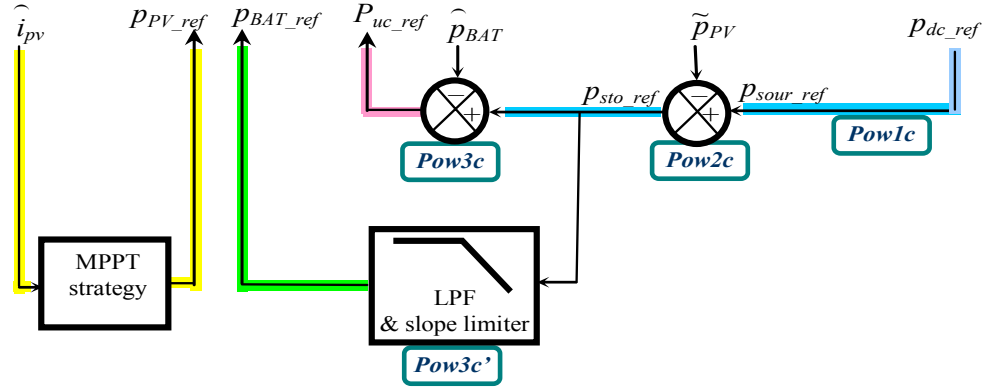 i_pv
p_PV_ref
p_BAT_ref
P_uc_ref
p_BAT
p_PV
p_dc_ref
p_sto_ref
p_sour_ref
− +
− +
Pow1c
Pow3c
Pow2c
MPPT
strategy
LPF
& slope limiter
Pow3c’